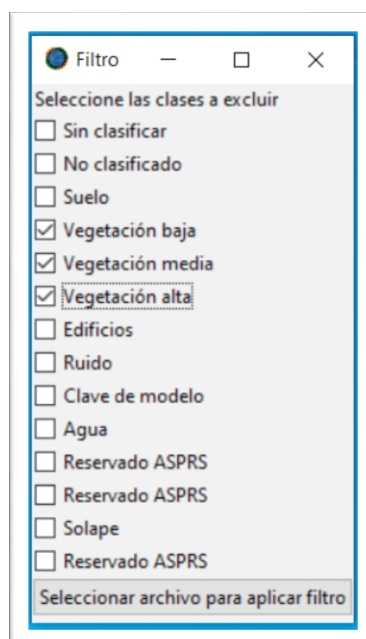 Filtro
Seleccione las clases a excluir
Sin clasificar
No clasificado
Suelo
Vegetación baja
Vegetación media
Vegetación alta
Edificios
Ruido
Clave de modelo
Agua
Reservado ASPRS
Reservado ASPRS
Solape
Reservado ASPRS
Seleccionar archivo para aplicar filtro